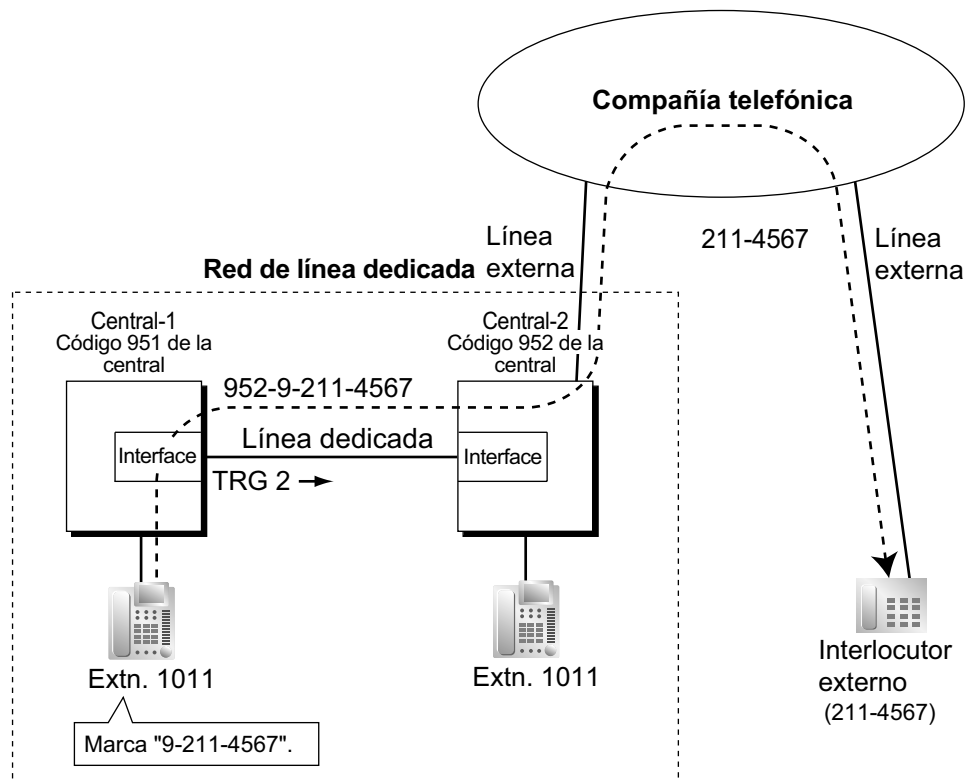 Compañía telefónica
Línea
externa
211-4567
Línea
externa
Red de línea dedicada
Central-1
Código 951 de la
central
Central-2
Código 952 de la
central
952-9-211-4567
Línea dedicada
Interface
Interface
TRG 2
Extn. 1011
Extn. 1011
Interlocutor
externo
(211-4567)
Marca "9-211-4567".